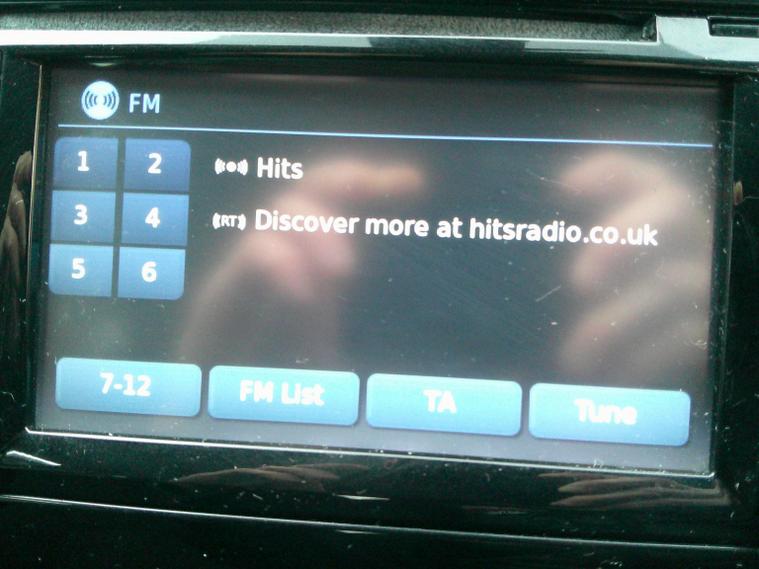 FM
1 2
Hits
3 4
(RT) Discover more at hitsradio.co.uk
5 6
7-12 FM List TA Tune